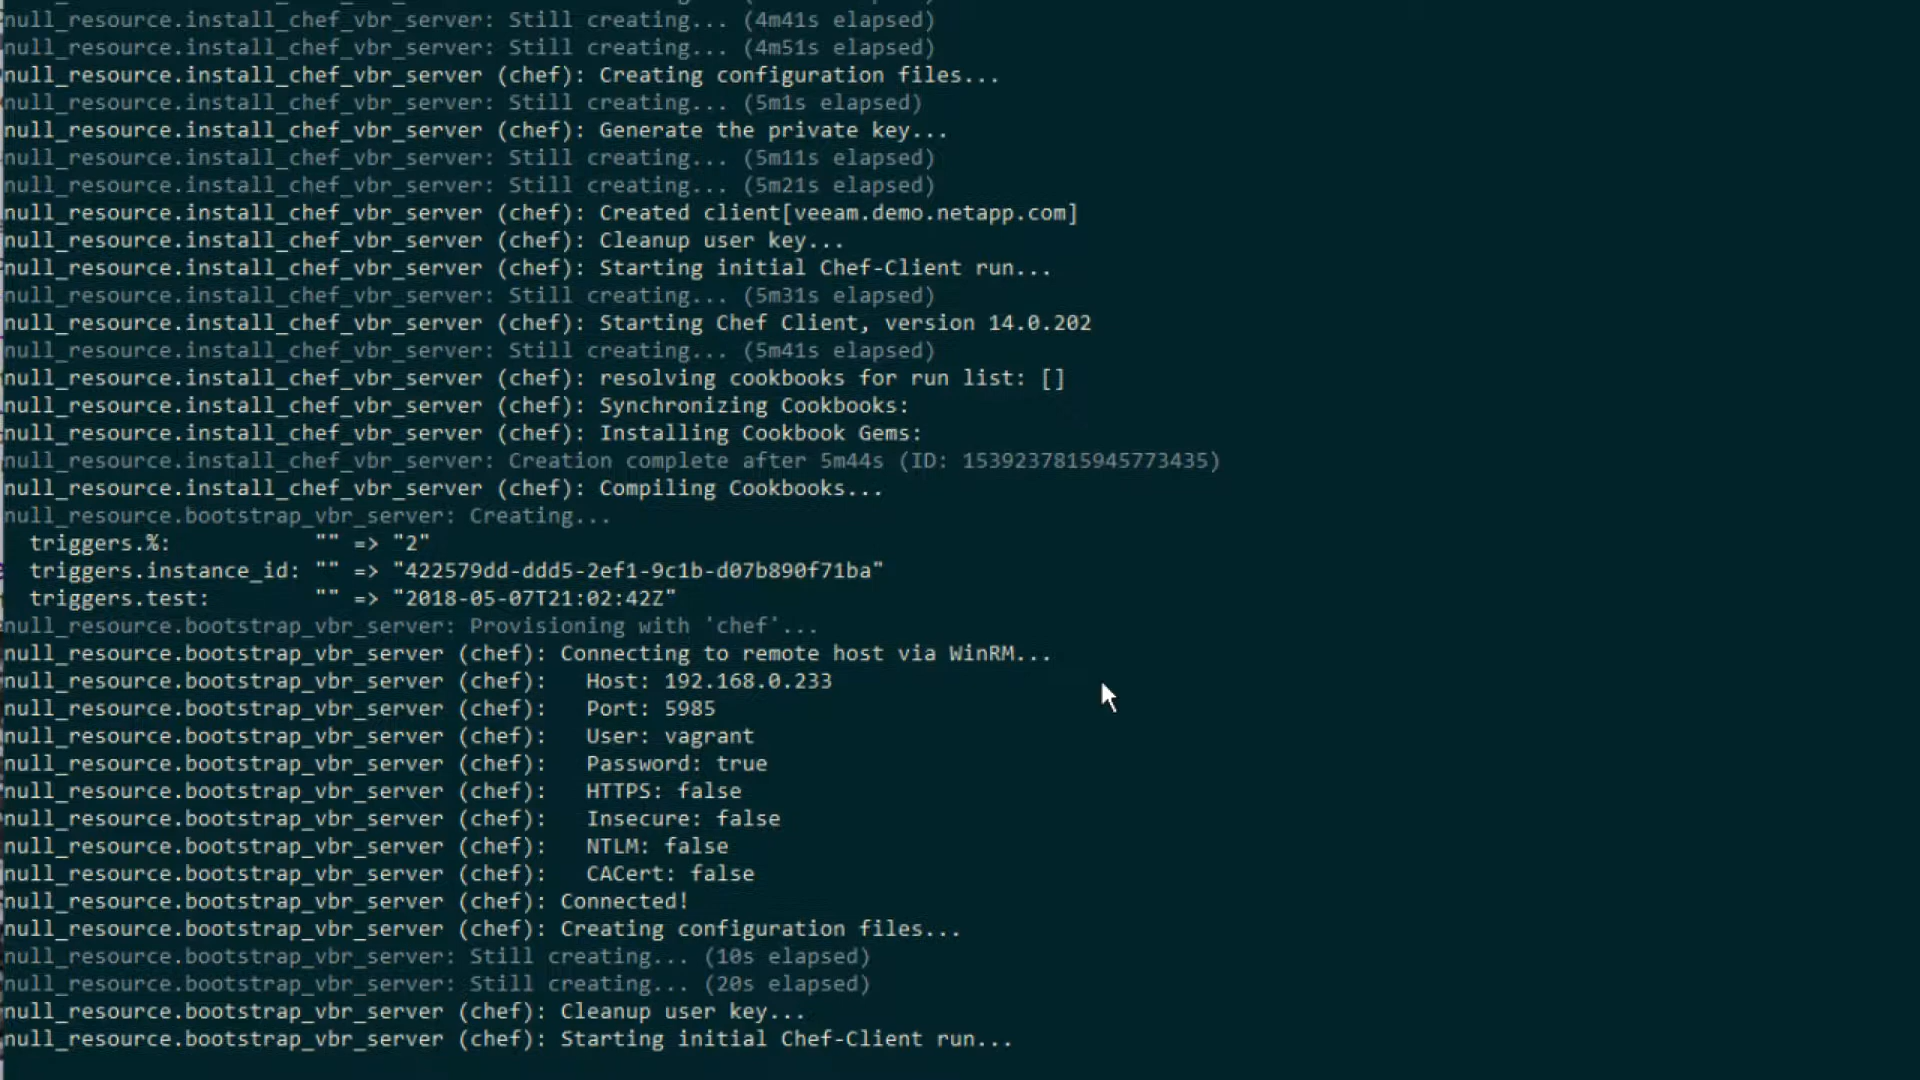 null_resource.install_chef_vbr_server: Still creating... (4m41s elapsed)
null_resource.install_chef_vbr_server: Still creating... (4m51s elapsed)
null_resource.install_chef_vbr_server (chef): Creating configuration files...
null_resource.install_chef_vbr_server: Still creating... (5m1s elapsed)
null_resource.install_chef_vbr_server (chef): Generate the private key...
null_resource.install_chef_vbr_server: Still creating... (5m11s elapsed)
null_resource.install_chef_vbr_server: Still creating... (5m21s elapsed)
null_resource.install_chef_vbr_server (chef): Created client[veeam.demo.netapp.com]
null_resource.install_chef_vbr_server (chef): Cleanup user key...
null_resource.install_chef_vbr_server (chef): Starting initial Chef-Client run...
null_resource.install_chef_vbr_server: Still creating... (5m31s elapsed)
null_resource.install_chef_vbr_server (chef): Starting Chef Client, version 14.0.202
null_resource.install_chef_vbr_server: Still creating... (5m41s elapsed)
null_resource.install_chef_vbr_server (chef): resolving cookbooks for run list: []
null_resource.install_chef_vbr_server (chef): Synchronizing Cookbooks:
null_resource.install_chef_vbr_server (chef): Installing Cookbook Gems:
null_resource.install_chef_vbr_server: Creation complete after 5m44s (ID: 1539237815945773435)
null_resource.install_chef_vbr_server (chef): Compiling Cookbooks...
null_resource.bootstrap_vbr_server: Creating...
  triggers.%:           "" => "2"
  triggers.instance_id: "" => "422579dd-ddd5-2ef1-9c1b-d07b890f71ba"
  triggers.test:        "" => "2018-05-07T21:02:42Z"
null_resource.bootstrap_vbr_server: Provisioning with 'chef'...
null_resource.bootstrap_vbr_server (chef): Connecting to remote host via WinRM...
null_resource.bootstrap_vbr_server (chef):   Host: 192.168.0.233
null_resource.bootstrap_vbr_server (chef):   Port: 5985
null_resource.bootstrap_vbr_server (chef):   User: vagrant
null_resource.bootstrap_vbr_server (chef):   Password: true
null_resource.bootstrap_vbr_server (chef):   HTTPS: false
null_resource.bootstrap_vbr_server (chef):   Insecure: false
null_resource.bootstrap_vbr_server (chef):   NTLM: false
null_resource.bootstrap_vbr_server (chef):   CACert: false
null_resource.bootstrap_vbr_server (chef): Connected!
null_resource.bootstrap_vbr_server (chef): Creating configuration files...
null_resource.bootstrap_vbr_server: Still creating... (10s elapsed)
null_resource.bootstrap_vbr_server: Still creating... (20s elapsed)
null_resource.bootstrap_vbr_server (chef): Cleanup user key...
null_resource.bootstrap_vbr_server (chef): Starting initial Chef-Client run...